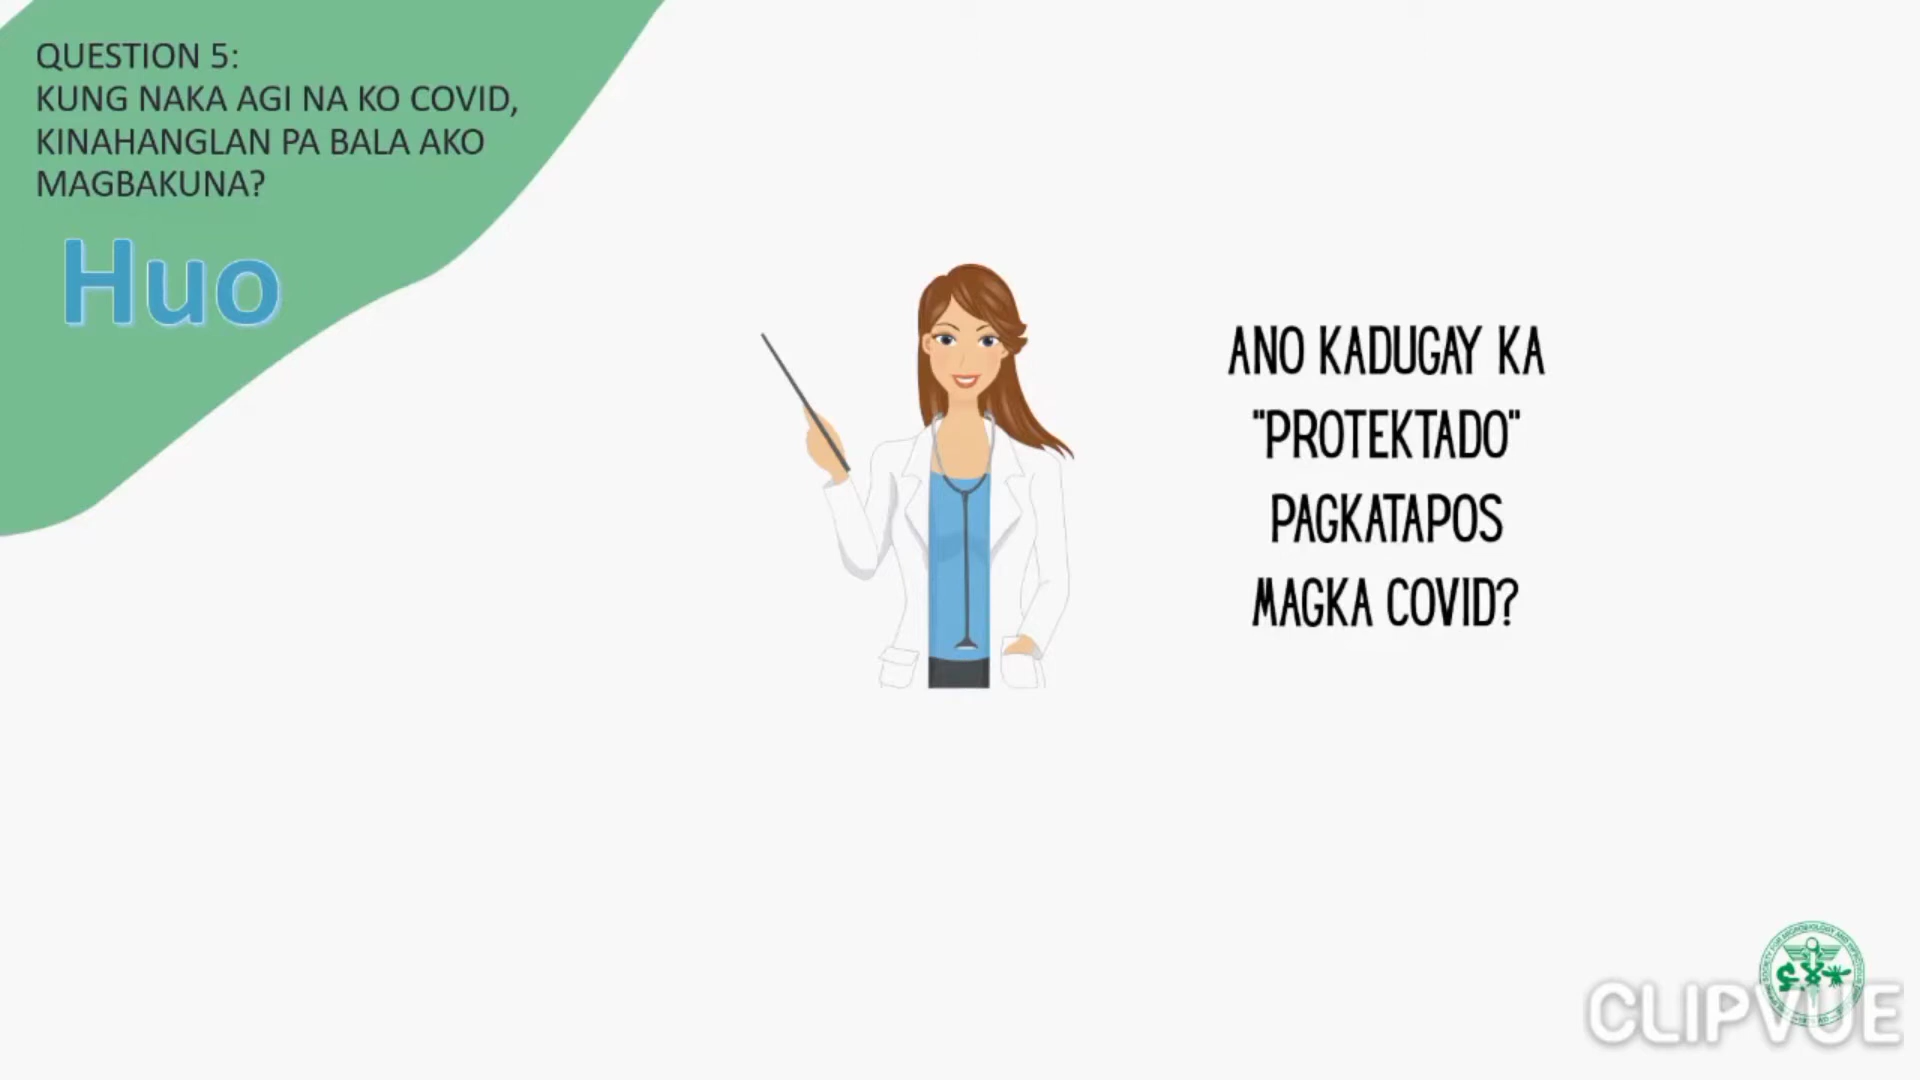 QUESTION 5:
KUNG NAKA AGI NA KO COVID,
KINAHANGLAN PA BALA AKO
MAGBAKUNA?
Huo
ANO KADUGAY KA
"PROTEKTADO"
PAGKATAPOS
MAGKA COVID?
CLIPVUE